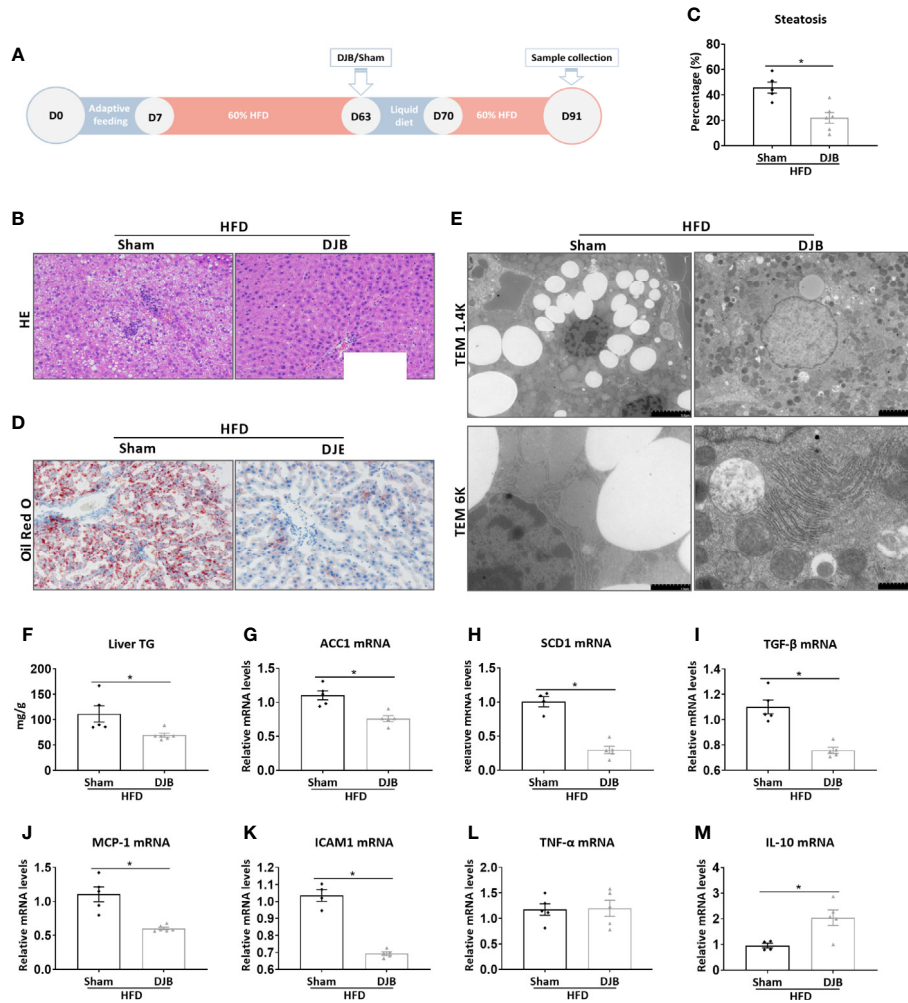 A
DJB/Sham
Sample collection
D0
Adaptive
feeding
D7
60% HFD
D63
Liquid
diet
D70
60% HFD
D91
C
Steatosis
Percentage (%)
80
60
40
20
0
*
Sham
DJB
HFD
B
HFD
Sham
DJB
HE
D
HFD
Sham
DJE
Oil Red O
E
HFD
Sham
DJB
TEM 1.4K
TEM 6K
F
Liver TG
mg/g
200
150
100
50
0
*
Sham
DJB
HFD
G
ACC1 mRNA
Relative mRNA levels
1.5
1.0
0.5
0.0
*
Sham
DJB
HFD
H
SCD1 mRNA
Relative mRNA levels
1.5
1.0
0.5
0.0
*
Sham
DJB
HFD
I
TGF-β mRNA
Relative mRNA levels
1.4
1.2
1.0
0.8
0.6
*
Sham
DJB
HFD
J
MCP-1 mRNA
Relative mRNA levels
1.5
1.0
0.5
0.0
*
Sham
DJB
HFD
K
ICAM1 mRNA
Relative mRNA levels
1.2
1.1
1.0
0.9
0.8
0.7
0.6
*
Sham
DJB
HFD
L
TNF-α mRNA
Relative mRNA levels
2.0
1.5
1.0
0.5
0.0
Sham
DJB
HFD
M
IL-10 mRNA
Relative mRNA levels
4
3
2
1
0
*
Sham
DJB
HFD